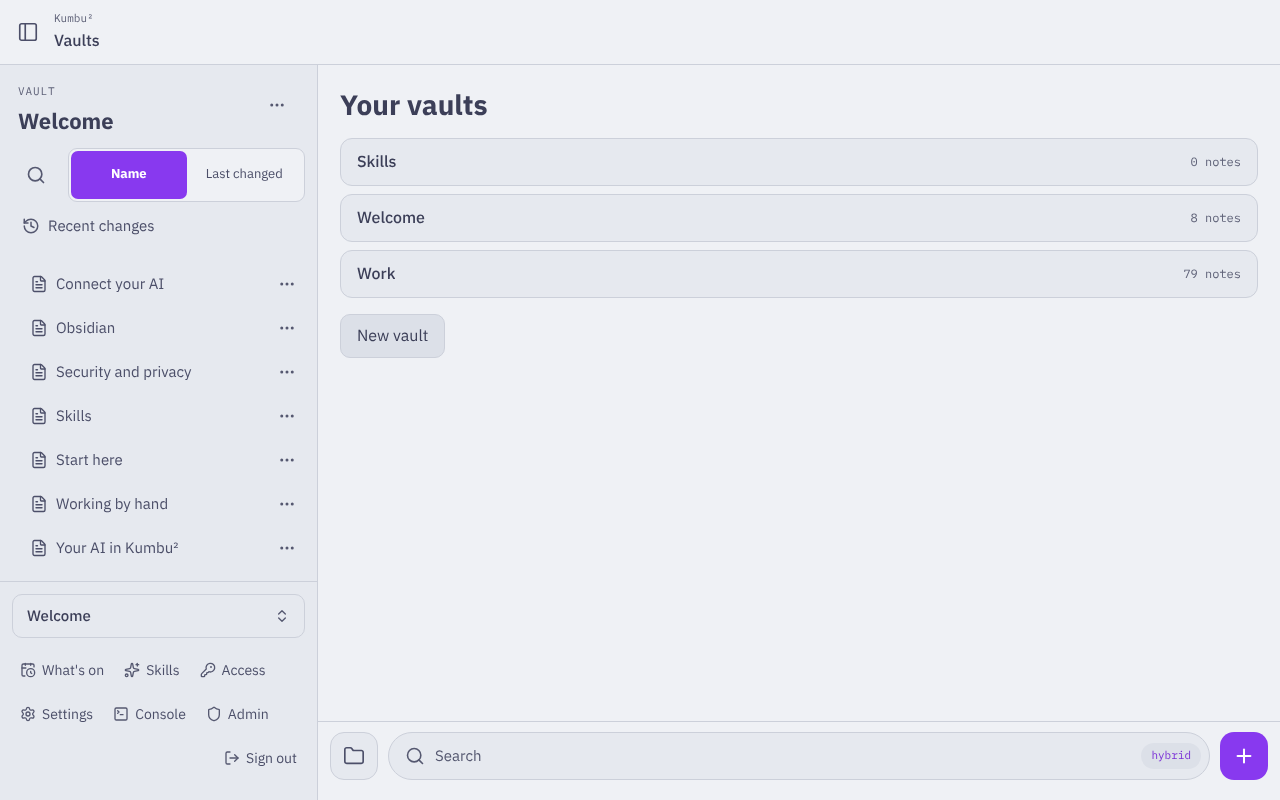 Kumbu²
Vaults
VAULT
Welcome
Name
Last changed
Recent changes
Connect your AI
Obsidian
Security and privacy
Skills
Start here
Working by hand
Your AI in Kumbu²
Welcome
What's on
Skills
Access
Settings
Console
Admin
Sign out
Your vaults
Skills
0 notes
Welcome
8 notes
Work
79 notes
New vault
Search
hybrid